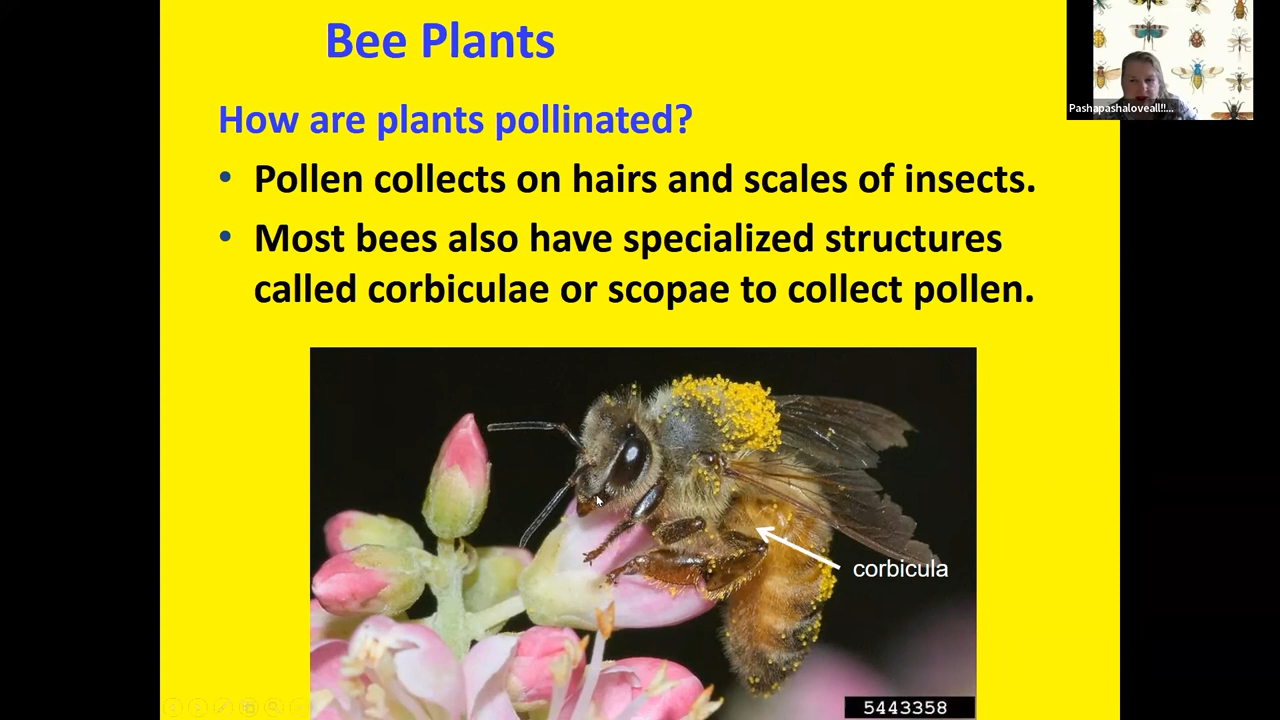 Bee Plants
Pashapashaloveall!!...
How are plants pollinated?
• Pollen collects on hairs and scales of insects.
• Most bees also have specialized structures
called corbiculae or scopae to collect pollen.
corbicula
5443358